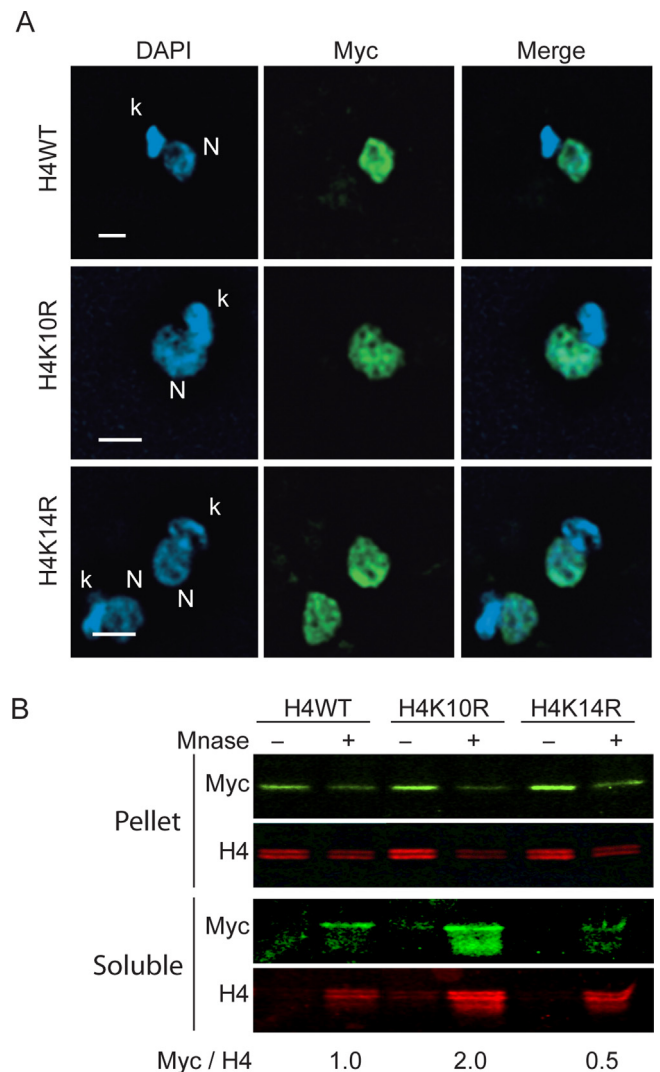 A
DAPI Myc Merge
H4WT
k
N
H4K10R
k
N
H4K14R
k
k N
N
B
H4WT H4K10R H4K14R
Mnase – + – + – +
Pellet
Myc
H4
Soluble
Myc
H4
Myc / H4 1.0 2.0 0.5